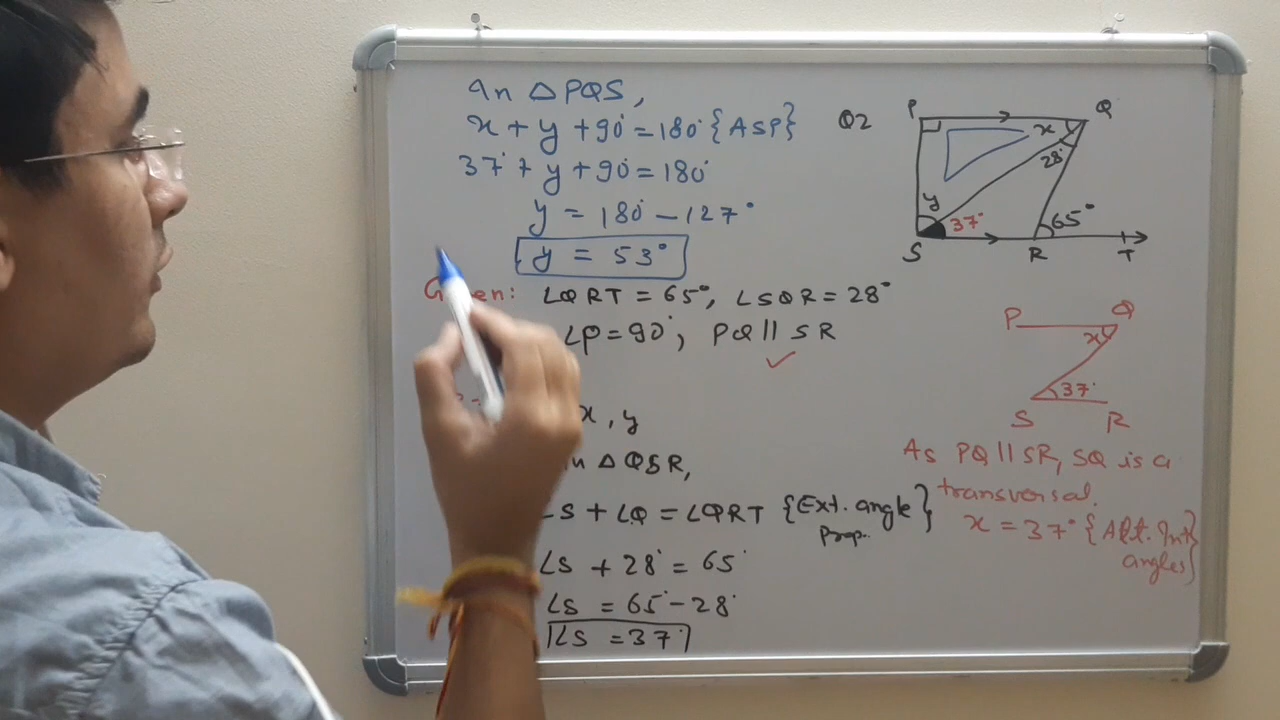 In △PQS,
x + y + 90° = 180° {ASP}
37° + y + 90° = 180°
y = 180° - 127°
y = 53°
Given: ∠QRT = 65°, ∠SQR = 28°
∠P = 90°, PQ || SR
x, y
In △QSR,
∠S + ∠Q = ∠QRT {Ext. angle Prop.}
∠S + 28° = 65°
∠S = 65° - 28°
∠S = 37°
Q2
P
Q
x
28°
y
37°
65°
S
R
T
P
Q
x
37°
S
R
As PQ || SR, SQ is a
transversal.
x = 37° {Alt. Int.
angles}